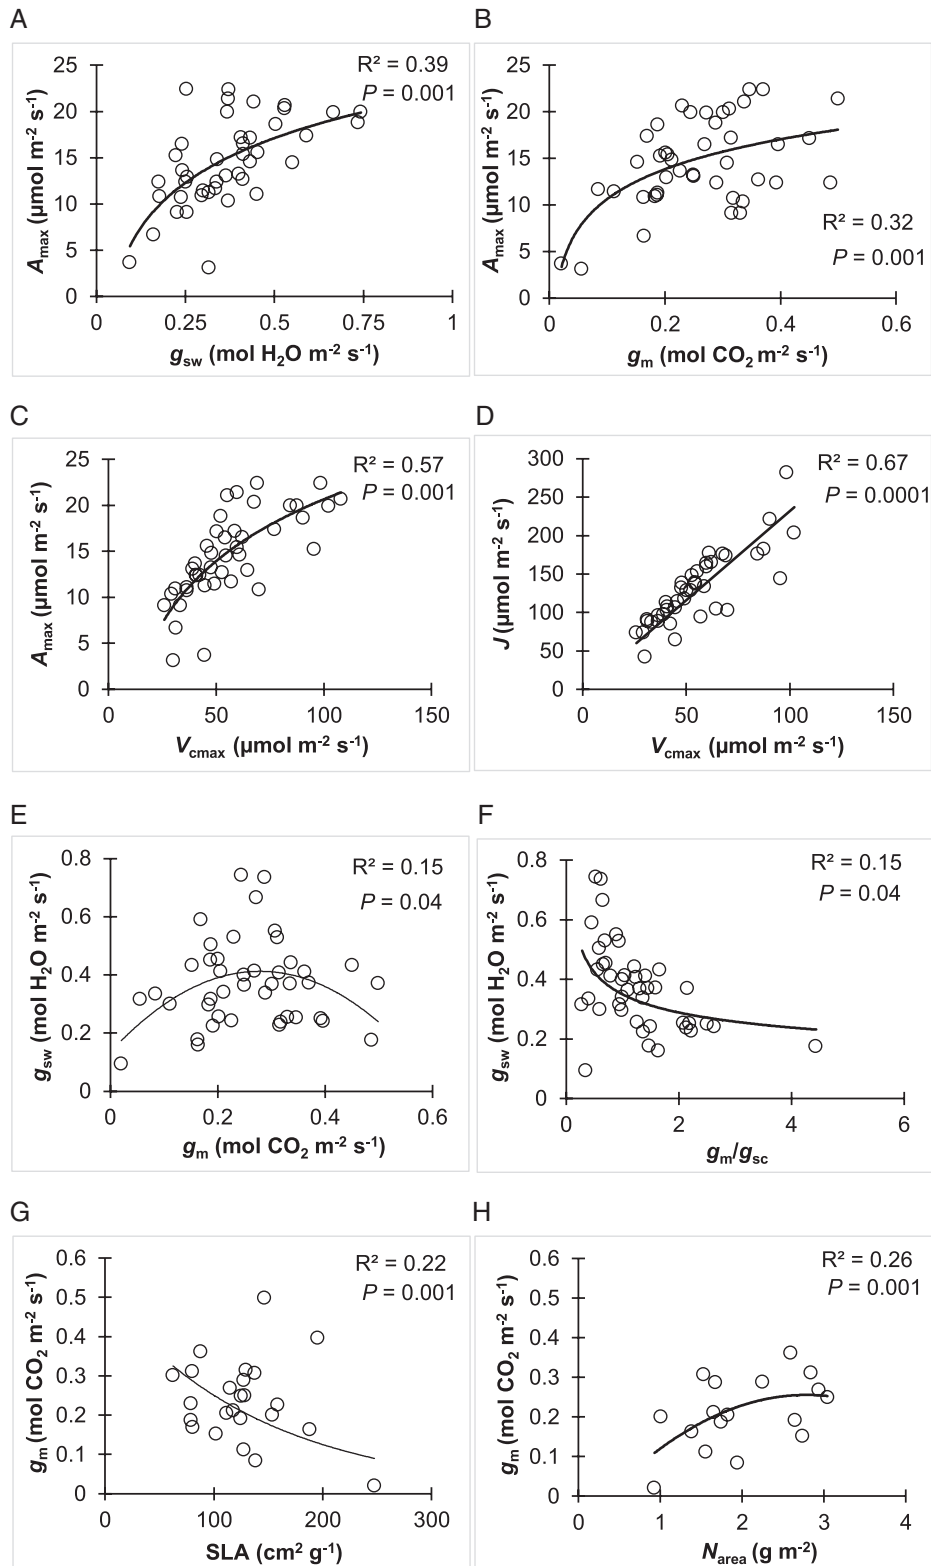 A
25
20
15
10
5
0
0
0.25
0.5
0.75
1
R² = 0.39
P = 0.001
Amax (µmol m-2 s-1)
gsw (mol H2O m-2 s-1)
B
25
20
15
10
5
0
0
0.2
0.4
0.6
R² = 0.32
P = 0.001
Amax (µmol m-2 s-1)
gm (mol CO2 m-2 s-1)
C
25
20
15
10
5
0
0
50
100
150
R² = 0.57
P = 0.001
Amax (µmol m-2 s-1)
Vcmax (µmol m-2 s-1)
D
300
250
200
150
100
50
0
0
50
100
150
R² = 0.67
P = 0.0001
J (µmol m-2 s-1)
Vcmax (µmol m-2 s-1)
E
0.8
0.6
0.4
0.2
0
0
0.2
0.4
0.6
R² = 0.15
P = 0.04
gsw (mol H2O m-2 s-1)
gm (mol CO2 m-2 s-1)
F
0.8
0.6
0.4
0.2
0
0
2
4
6
R² = 0.15
P = 0.04
gsw (mol H2O m-2 s-1)
gm/gsc
G
0.6
0.5
0.4
0.3
0.2
0.1
0
0
100
200
300
R² = 0.22
P = 0.001
gm (mol CO2 m-2 s-1)
SLA (cm2 g-1)
H
0.6
0.5
0.4
0.3
0.2
0.1
0
0
1
2
3
4
R² = 0.26
P = 0.001
gm (mol CO2 m-2 s-1)
Narea (g m-2)